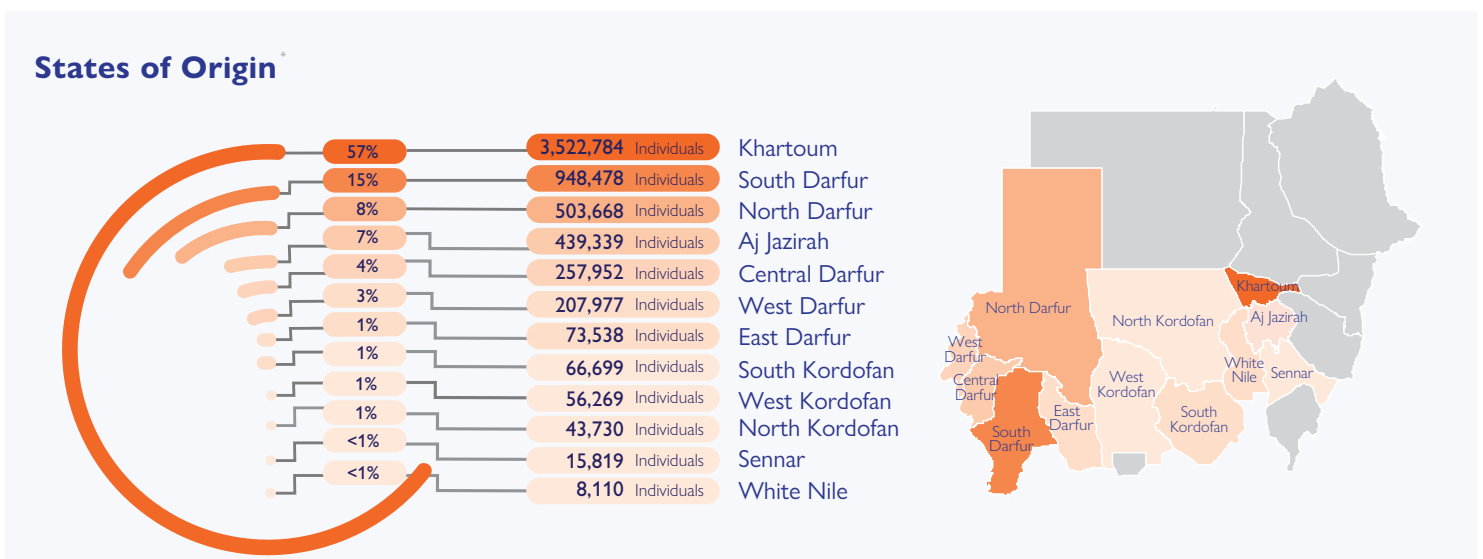 States of Origin*
57% 3,522,784 Individuals Khartoum
15% 948,478 Individuals South Darfur
8% 503,668 Individuals North Darfur
7% 439,339 Individuals Aj Jazirah
4% 257,952 Individuals Central Darfur
3% 207,977 Individuals West Darfur
1% 73,538 Individuals East Darfur
1% 66,699 Individuals South Kordofan
1% 56,269 Individuals West Kordofan
1% 43,730 Individuals North Kordofan
<1% 15,819 Individuals Sennar
<1% 8,110 Individuals White Nile
Khartoum
North Darfur
North Kordofan
Aj Jazirah
West
Darfur
White
Nile
Sennar
Central
Darfur
West
Kordofan
East
Darfur
South
Kordofan
South
Darfur